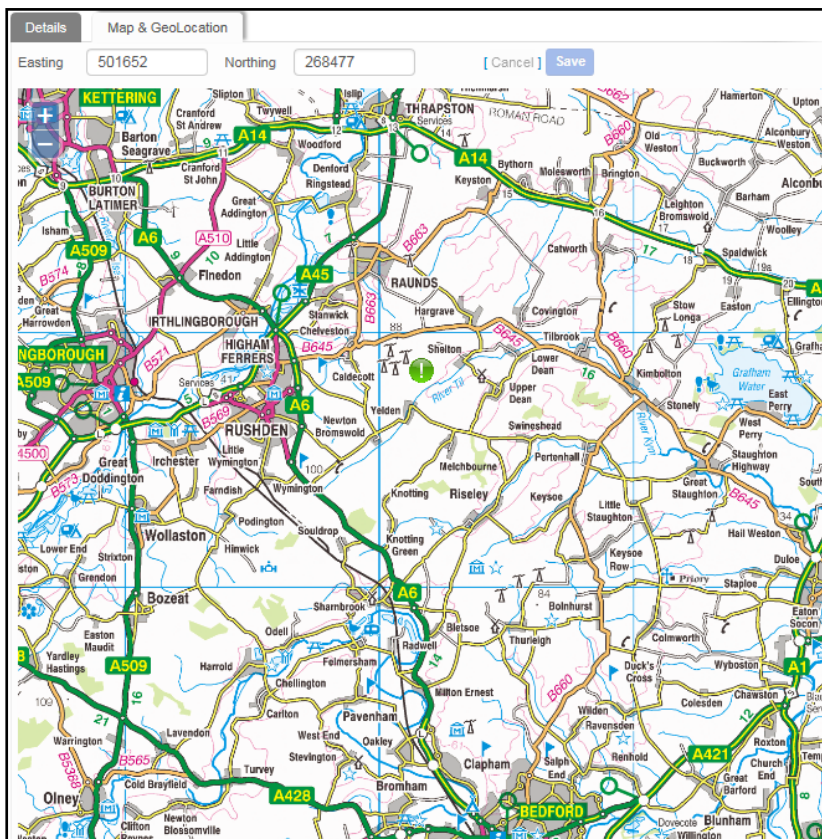 Details Map & GeoLocation
Easting 501652 Northing 268477 [ Cancel ] Save
+
−
KETTERING
Slipton
Islip
Twywell
Cranford
St Andrew
THRAPSTON
Services
ROMAN ROAD
B662
Hamerton
Upton
Barton
Seagrave
A14
Woodford
Denford
Ringstead
B660
Old
Weston
Alconbury
Weston
Cranford
St John
A14
Bythorn
Molesworth
Brington
Buckworth
BURTON
LATIMER
Great
Addington
Keyston
Leighton
Bromswold
Barham
Isham
A510
Little
Addington
Woolley
A509
A6
B663
Catworth
Spaldwick
B574
Finedon
A45
RAUNDS
Great
Harrowden
IRTHLINGBOROUGH
Stanwick
Chelveston
B663
Hargrave
Covington
Stow
Longa
Easton
Ellington
HIGHAM
FERRERS
B645
B645
Tilbrook
B660
B571
Shelton
Lower
Dean
Kimbolton
Grafham
Water
A509
Services
Caldecott
River Til
Upper
Dean
East
Perry
B569
A6
Newton
Bromswold
Yelden
Stonely
RUSHDEN
Swineshead
River Kym
West
Perry
Great
Doddington
Irchester
Little
Wymington
Pertenhall
Staughton
Highway
B573
Farndish
Wymington
Melchbourne
Great
Staughton
Knotting
Riseley
Keysoe
B645
Wollaston
Podington
Souldrop
Little
Staughton
Hail Weston
Lower End
Strixton
Hinwick
Knotting
Green
Keysoe
Row
Duloe
Grendon
Priory
Staploe
Bozeat
A6
Sharnbrook
Bolnhurst
Eaton
Socon
Easton
Maudit
Odell
Bletsoe
Thurleigh
Colmworth
Radwell
Yardley
Hastings
A509
Harrold
Felmersham
Duck's
Cross
Wyboston
A1
Chellington
Milton Ernest
B660
Chawston
Carlton
Pavenham
Wilden
Colesden
Ravensden
Warrington
Lavendon
West End
Oakley
Roxton
Stevington
Renhold
A421
Church
End
B565
Turvey
Clapham
Salph
End
Great
Barford
Cold Brayfield
Bromham
Olney
A428
BEDFORD
Dovecote
Blunham
Clifton
Newton
Blossomville
Willington